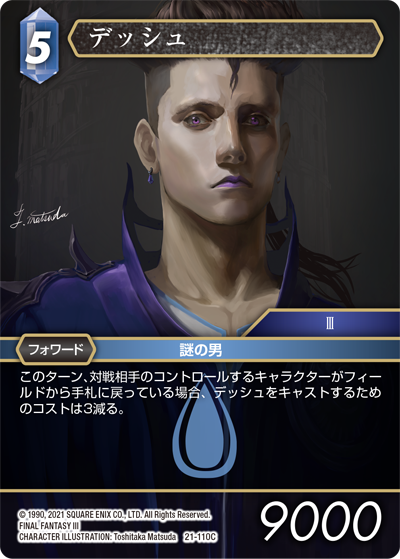 5
デッシュ
T. Matsuda
III
フォワード
謎の男
このターン、対戦相手のコントロールするキャラクターがフィ
ールドから手札に戻っている場合、デッシュをキャストするため
のコストは3減る。
© 1990, 2021 SQUARE ENIX CO., LTD. All Rights Reserved.
FINAL FANTASY III
CHARACTER ILLUSTRATION: Toshitaka Matsuda
21-110C
9000